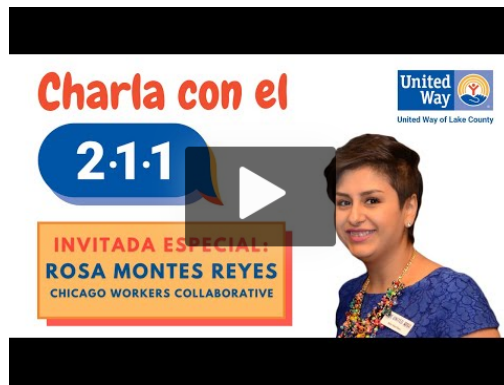 Charla con el
2·1·1
INVITADA ESPECIAL:
ROSA MONTES REYES
CHICAGO WORKERS COLLABORATIVE
United
Way
United Way of Lake County